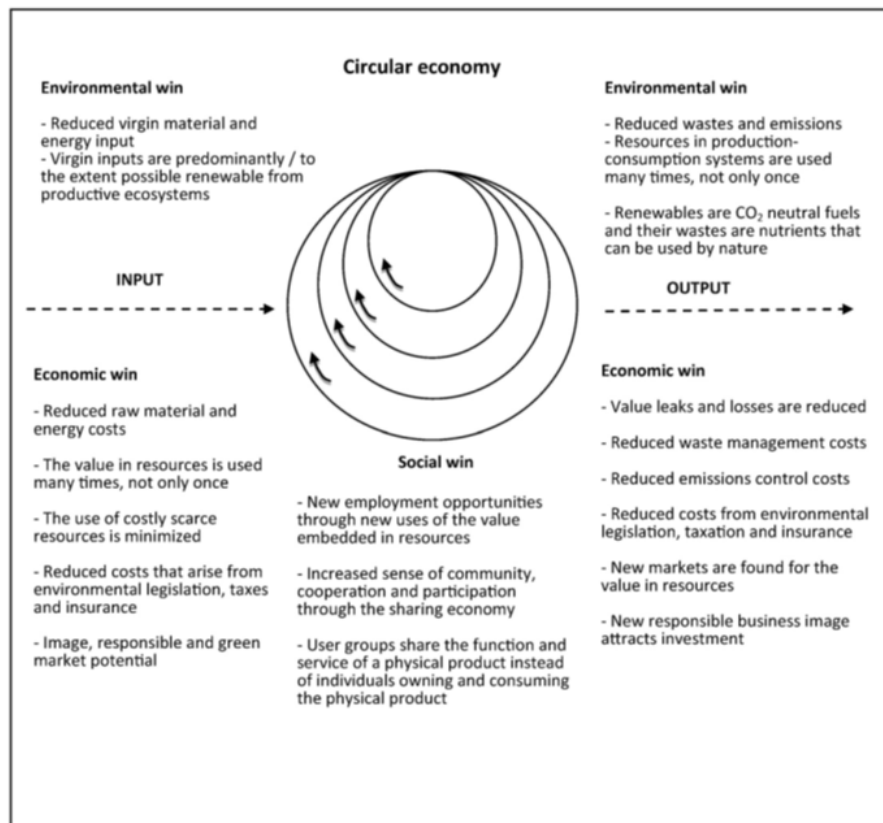 Circular economy
Environmental win
- Reduced virgin material and
energy input
- Virgin inputs are predominantly / to
the extent possible renewable from
productive ecosystems
INPUT
Economic win
- Reduced raw material and
energy costs
- The value in resources is used
many times, not only once
- The use of costly scarce
resources is minimized
- Reduced costs that arise from
environmental legislation, taxes
and insurance
- Image, responsible and green
market potential
Social win
- New employment opportunities
through new uses of the value
embedded in resources
- Increased sense of community,
cooperation and participation
through the sharing economy
- User groups share the function and
service of a physical product instead
of individuals owning and consuming
the physical product
Environmental win
- Reduced wastes and emissions
- Resources in production-
consumption systems are used
many times, not only once
- Renewables are CO₂ neutral fuels
and their wastes are nutrients that
can be used by nature
OUTPUT
Economic win
- Value leaks and losses are reduced
- Reduced waste management costs
- Reduced emissions control costs
- Reduced costs from environmental
legislation, taxation and insurance
- New markets are found for the
value in resources
- New responsible business image
attracts investment